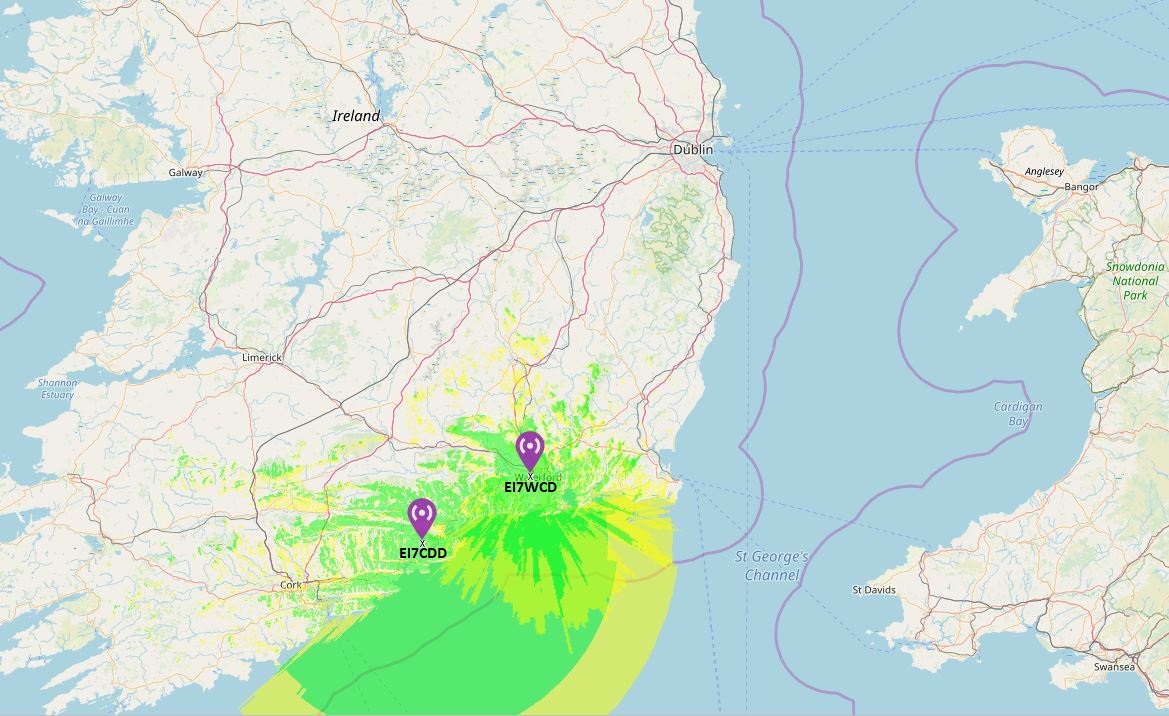 Ireland
Dublin
Galway
Anglesey
Bangor
Galway
Bay - Cuan
na Gaillimhe
Snowdonia
National
Park
Limerick
Shannon
Estuary
Cardigan
Bay
X
EI7WCD
X
EI7CDD
St George's
Channel
Cork
St Davids
Swansea